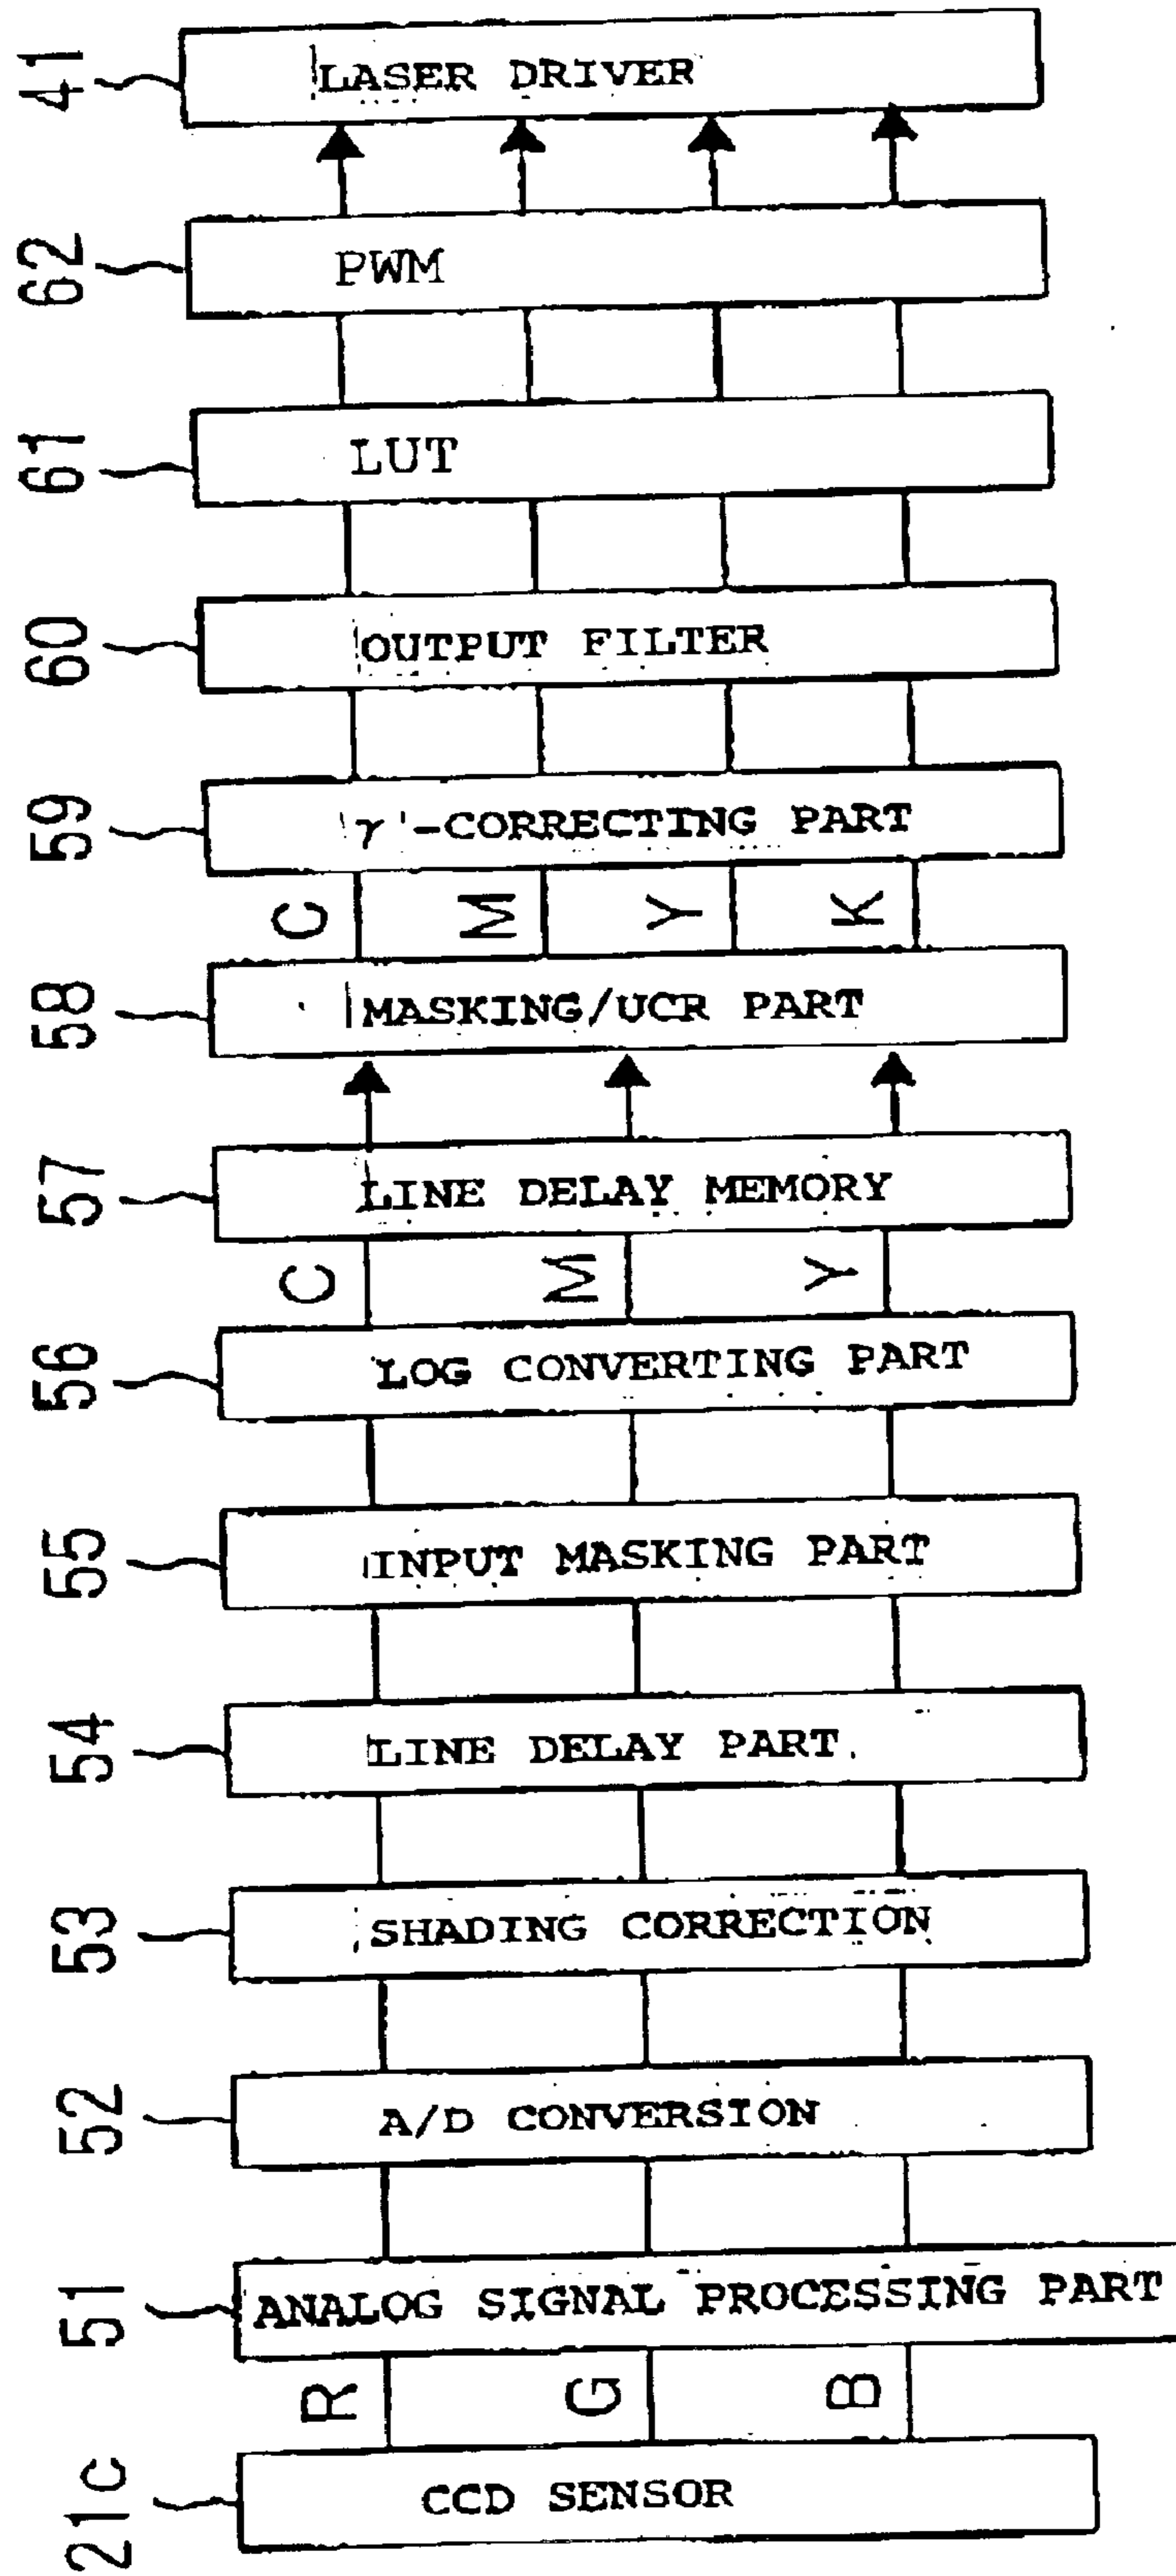 41
LASER DRIVER
62
PWM
61
LUT
60
OUTPUT FILTER
59
γ-CORRECTING PART
C M Y K
58
MASKING/UCR PART
57
LINE DELAY MEMORY
C M Y
56
LOG CONVERTING PART
55
INPUT MASKING PART
54
LINE DELAY PART
53
SHADING CORRECTION
52
A/D CONVERSION
51
ANALOG SIGNAL PROCESSING PART
R G B
21c
CCD SENSOR